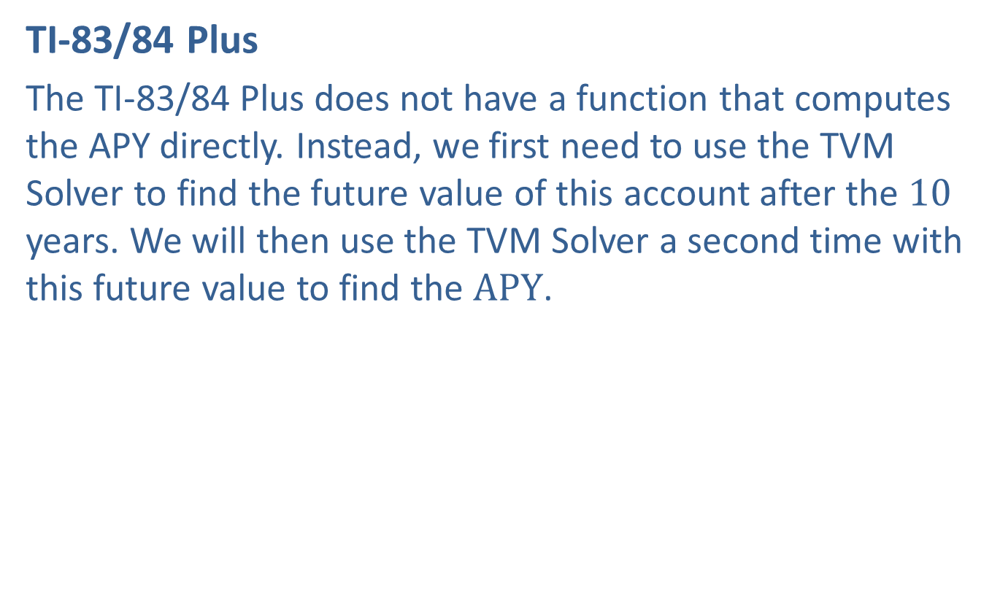 TI-83/84 Plus
The TI-83/84 Plus does not have a function that computes
the APY directly. Instead, we first need to use the TVM
Solver to find the future value of this account after the 10
years. We will then use the TVM Solver a second time with
this future value to find the APY.